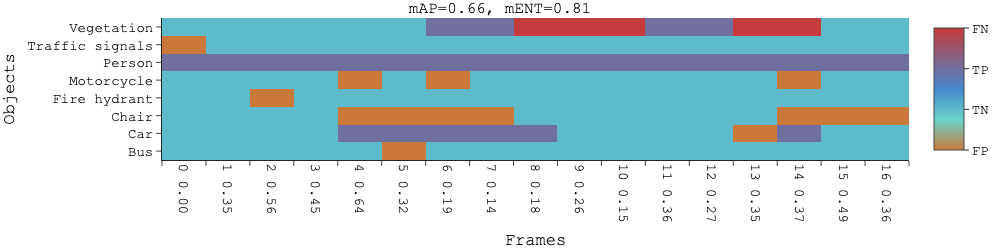 mAP=0.66, mENT=0.81
Objects
Vegetation
Traffic signals
Person
Motorcycle
Fire hydrant
Chair
Car
Bus
0 0.00
1 0.35
2 0.56
3 0.45
4 0.64
5 0.32
6 0.19
7 0.14
8 0.18
9 0.26
10 0.15
11 0.36
12 0.27
13 0.35
14 0.37
15 0.49
16 0.36
Frames
FN
TP
TN
FP